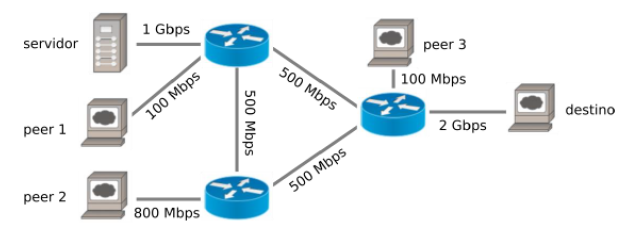 servidor
1 Gbps
peer 3
500 Mbps
100 Mbps
100 Mbps
destino
peer 1
500 Mbps
2 Gbps
500 Mbps
peer 2
800 Mbps